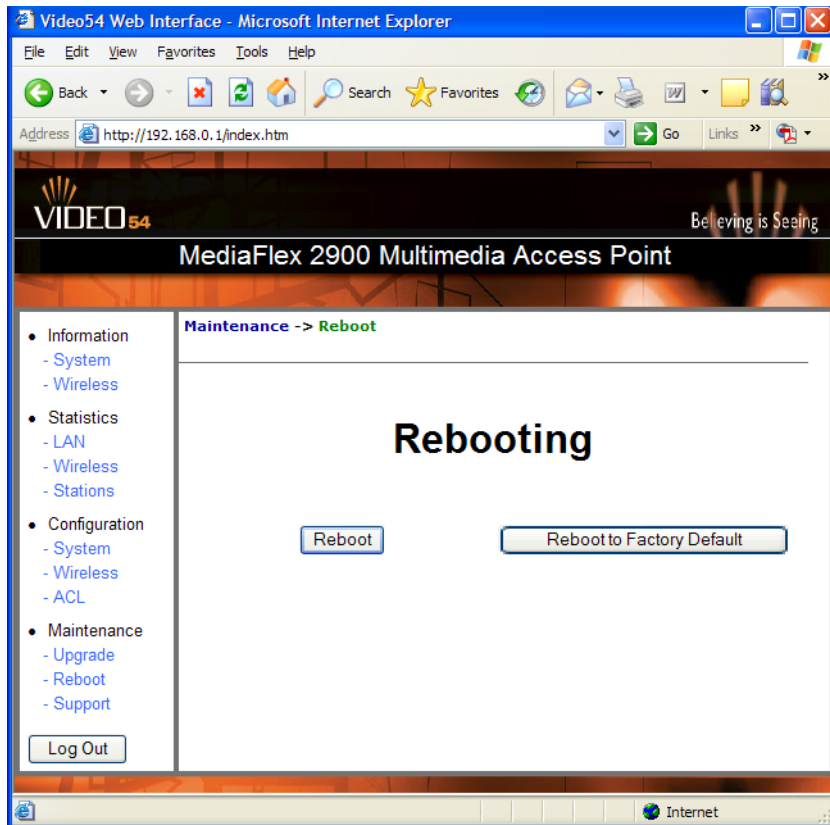 Video54 Web Interface - Microsoft Internet Explorer
File Edit View Favorites Tools Help
Back Search Favorites W »
Address http://192.168.0.1/index.htm Go Links »
VIDEO 54
Believing is Seeing
MediaFlex 2900 Multimedia Access Point
Maintenance -> Reboot
• Information
- System
- Wireless
• Statistics
- LAN
- Wireless
- Stations
• Configuration
- System
- Wireless
- ACL
• Maintenance
- Upgrade
- Reboot
- Support
Log Out
Rebooting
Reboot Reboot to Factory Default
Internet